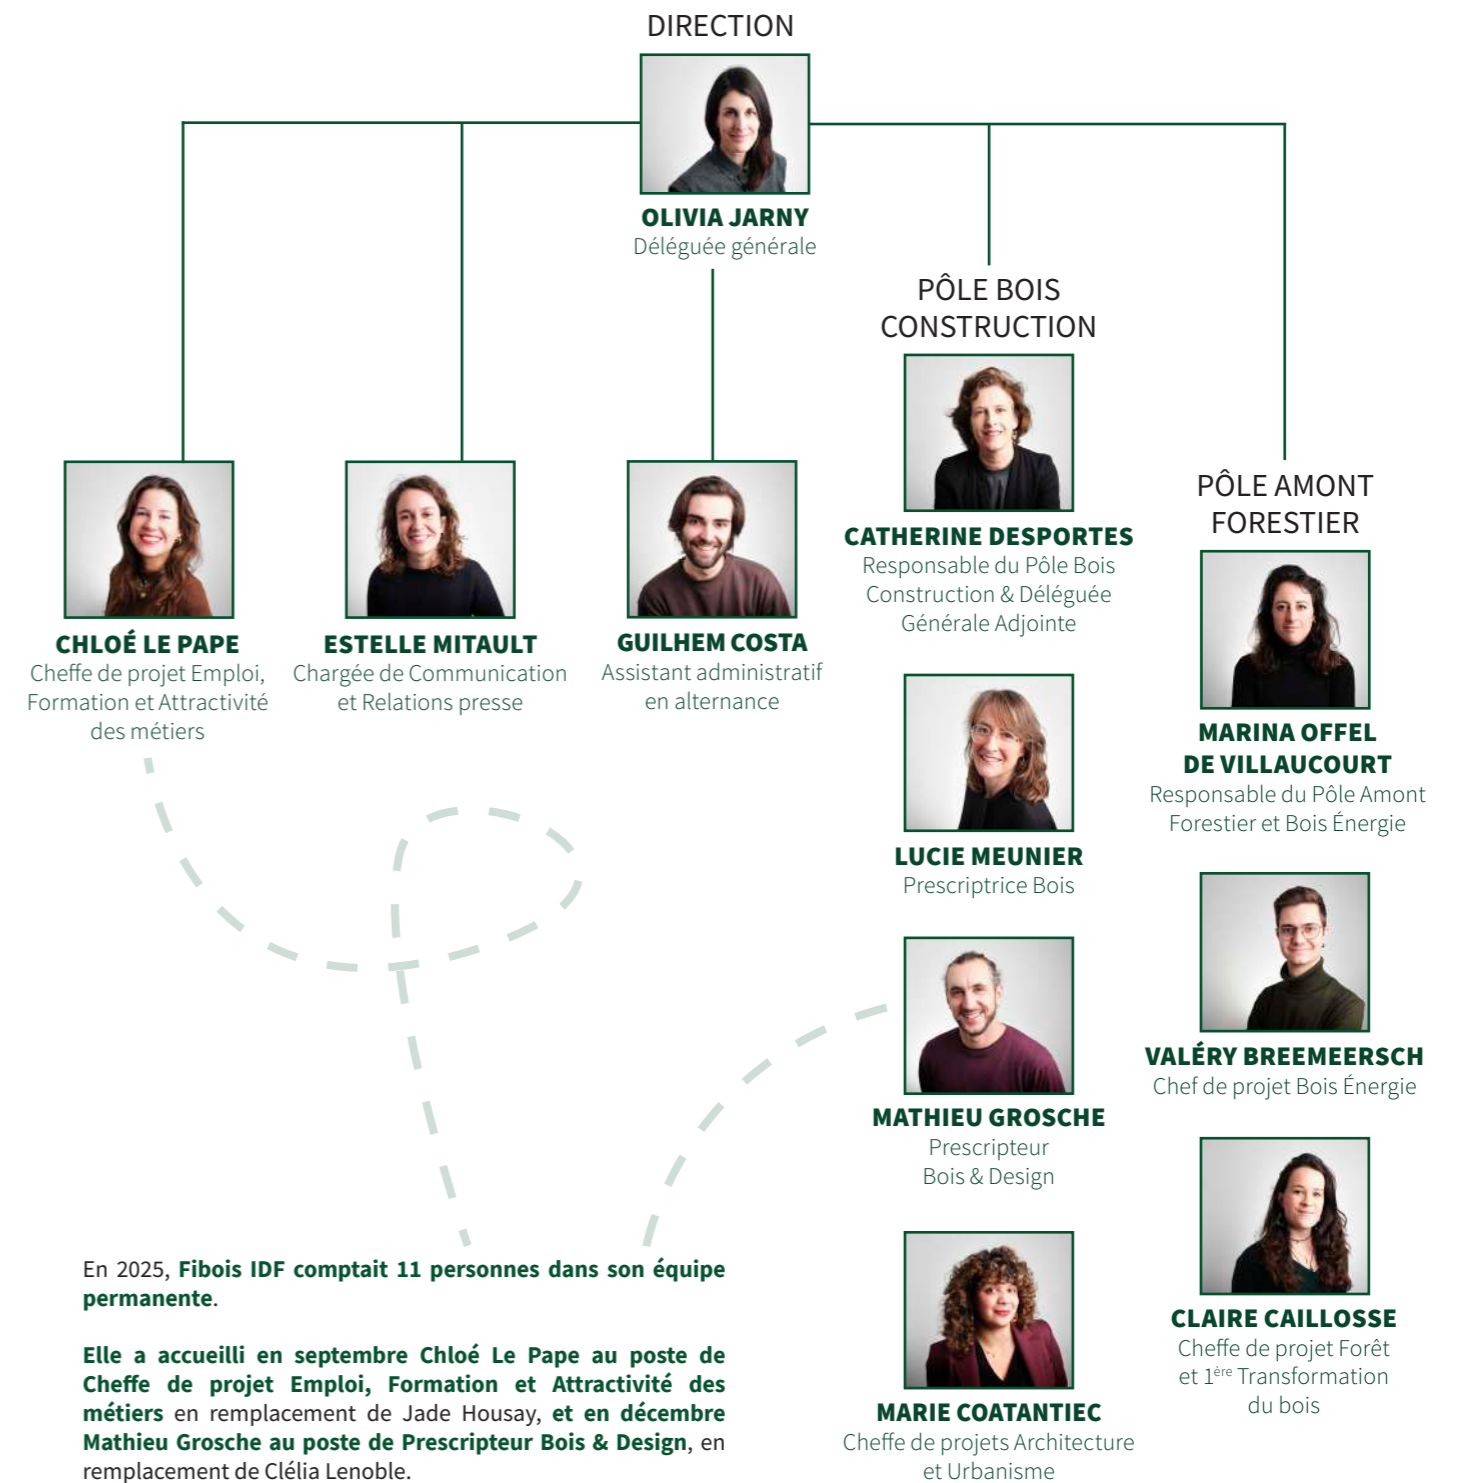 DIRECTION
OLIVIA JARNY
Déléguée générale
CHLOÉ LE PAPE
Cheffe de projet Emploi,
Formation et Attractivité
des métiers
ESTELLE MITAULT
Chargée de Communication
et Relations presse
GUILHEM COSTA
Assistant administratif
en alternance
PÔLE BOIS
CONSTRUCTION
CATHERINE DESPORTES
Responsable du Pôle Bois
Construction & Déléguée
Générale Adjointe
LUCIE MEUNIER
Prescriptrice Bois
MATHIEU GROSCHE
Prescripteur
Bois & Design
MARIE COATANTIEC
Cheffe de projets Architecture
et Urbanisme
PÔLE AMONT
FORESTIER
MARINA OFFEL
DE VILLAUCOURT
Responsable du Pôle Amont
Forestier et Bois Énergie
VALÉRY BREEMEERSCH
Chef de projet Bois Énergie
CLAIRE CAILLOSSE
Cheffe de projet Forêt
et 1ère Transformation
du bois
En 2025, Fibois IDF comptait 11 personnes dans son équipe
permanente.
Elle a accueilli en septembre Chloé Le Pape au poste de
Cheffe de projet Emploi, Formation et Attractivité des
métiers en remplacement de Jade Housay, et en décembre
Mathieu Grosche au poste de Prescripteur Bois & Design, en
remplacement de Clélia Lenoble.